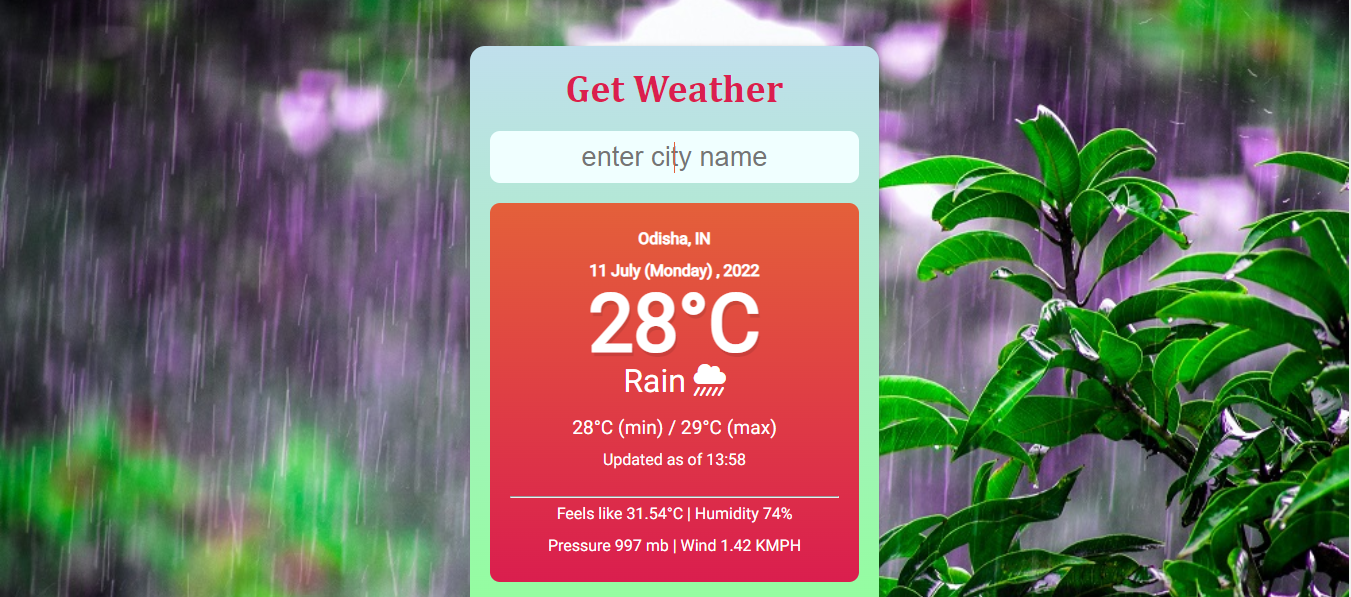 Get Weather
enter city name
Odisha, IN
11 July (Monday) , 2022
28°C
Rain
28°C (min) / 29°C (max)
Updated as of 13:58
Feels like 31.54°C | Humidity 74%
Pressure 997 mb | Wind 1.42 KMPH